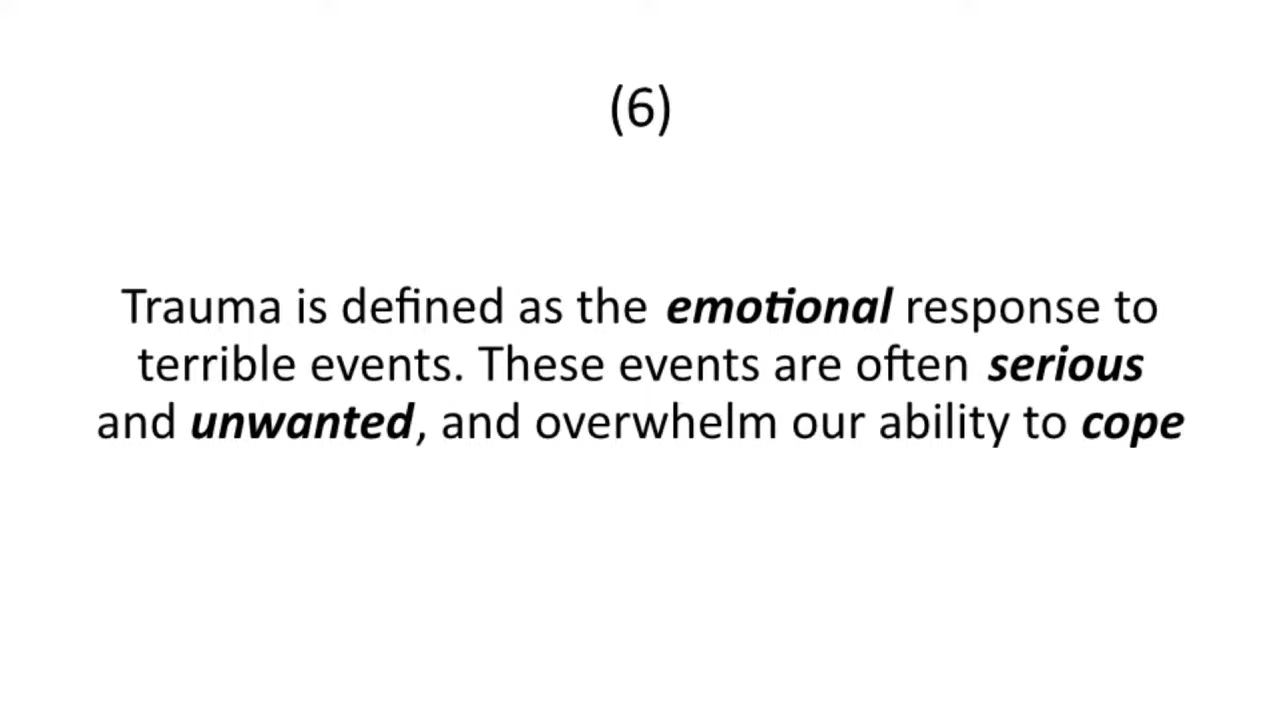 (6)
Trauma is defined as the emotional response to
terrible events. These events are often serious
and unwanted, and overwhelm our ability to cope